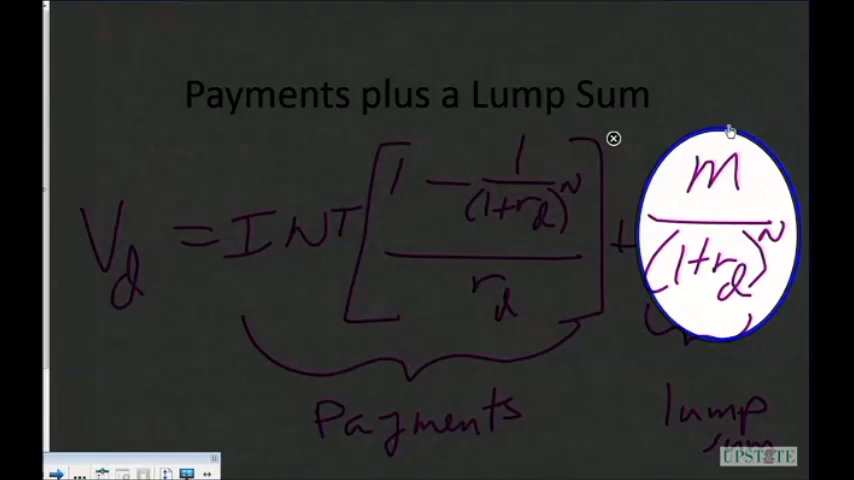 Payments plus a Lump Sum
V_d = INT [ (1 - 1/(1+r_d)^N) / r_d ] + m/(1+r_d)^N
Payments
lump
sum
UPSTATE